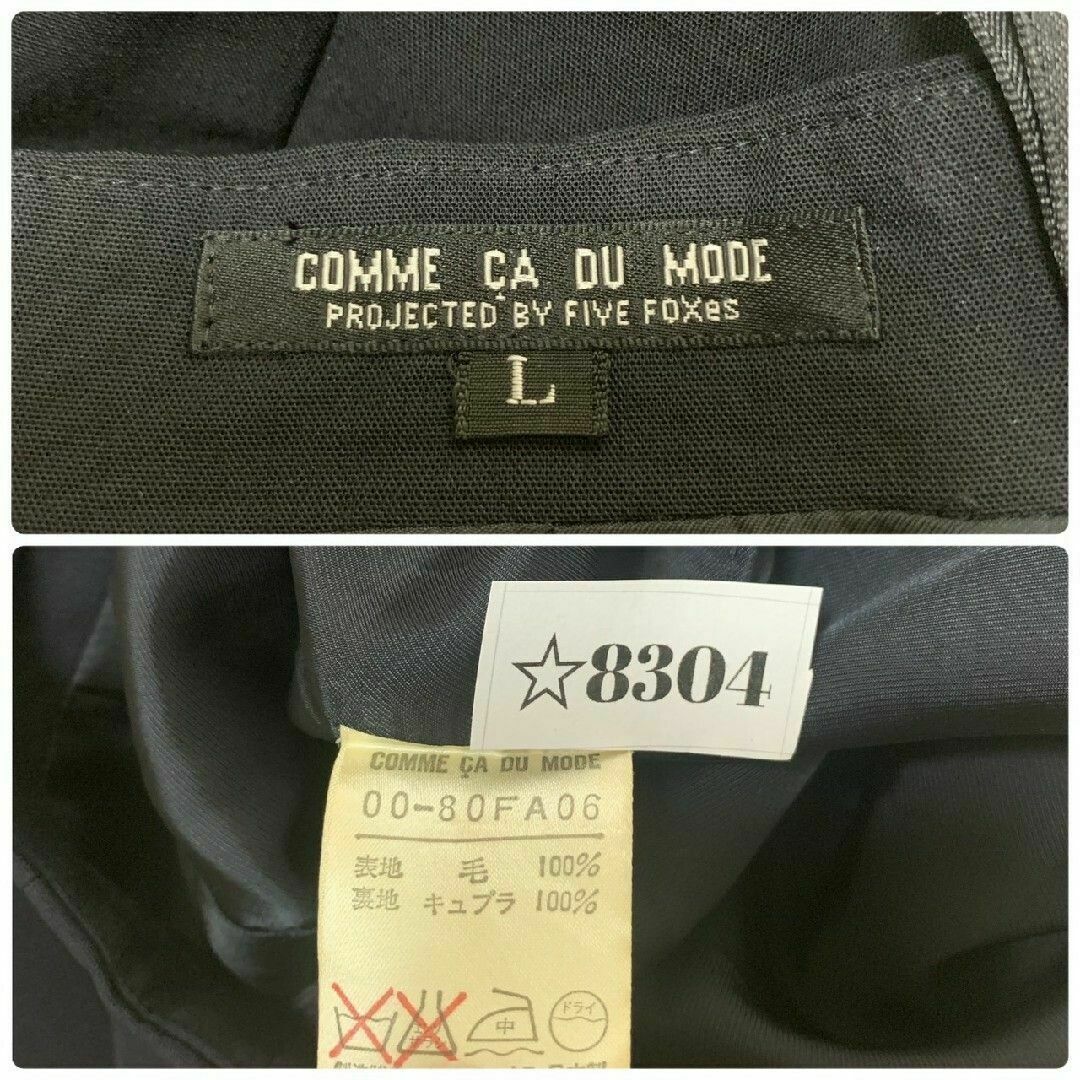 COMME ÇA DU MODE
PROJECTED BY FIVE FOXes
L
☆8304
COMME ÇA DU MODE
00-80FA06
表地 毛 100%
裏地 キュプラ 100%
中 ドライ